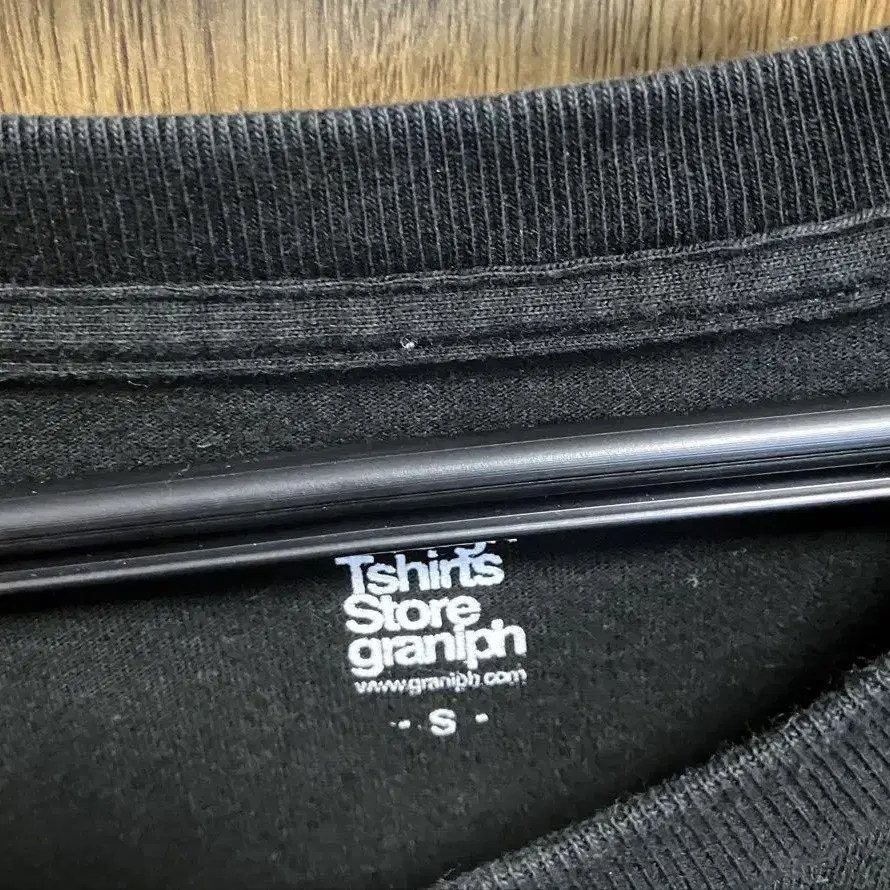 Tshirts
Store
graniph
www.graniph.com
- S -